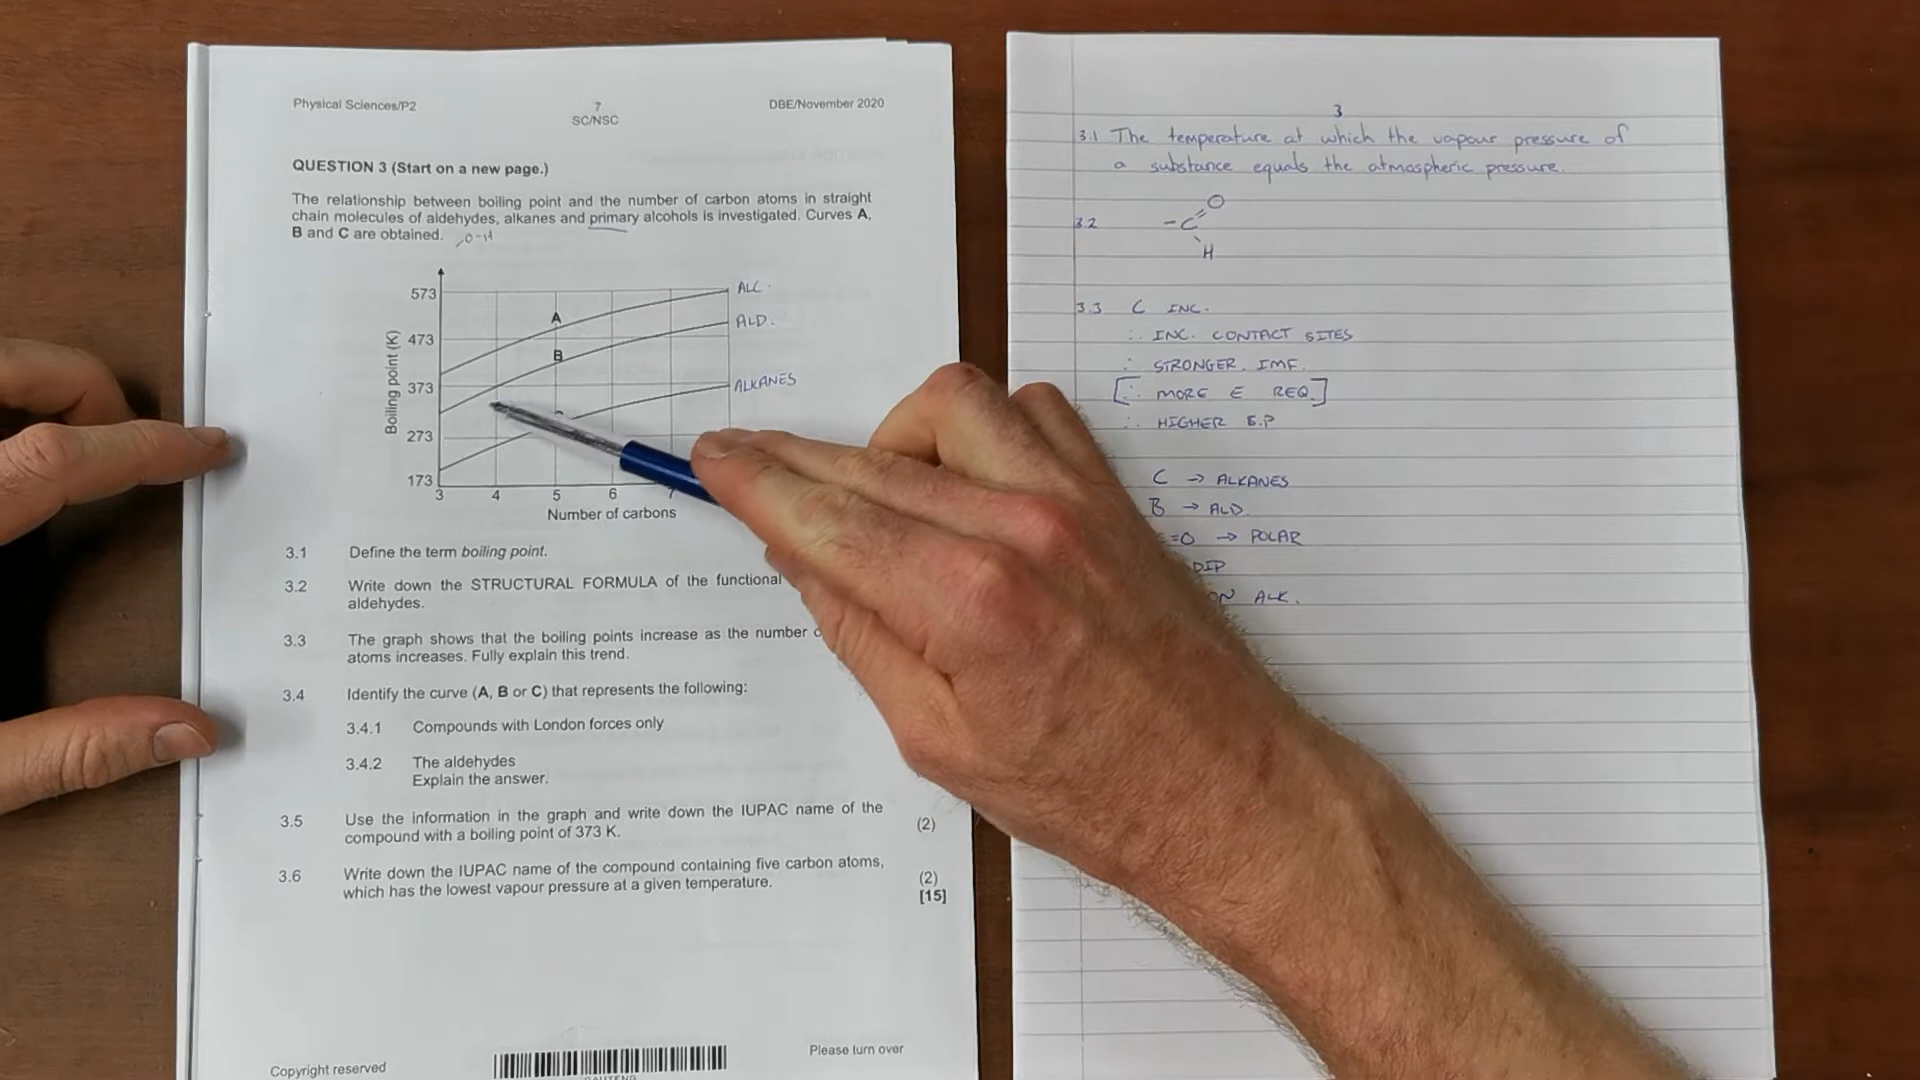 Physical Sciences/P2
7
SC/NSC
DBE/November 2020
QUESTION 3 (Start on a new page.)
The relationship between boiling point and the number of carbon atoms in straight
chain molecules of aldehydes, alkanes and primary alcohols is investigated. Curves A,
B and C are obtained.
O-H
573
473
373
273
173
Boiling point (K)
A
B
ALC.
ALD.
ALKANES
3 4 5 6 7
Number of carbons
3.1 Define the term boiling point.
3.2 Write down the STRUCTURAL FORMULA of the functional
aldehydes.
3.3 The graph shows that the boiling points increase as the number
atoms increases. Fully explain this trend.
3.4 Identify the curve (A, B or C) that represents the following:
3.4.1 Compounds with London forces only
3.4.2 The aldehydes
Explain the answer.
3.5 Use the information in the graph and write down the IUPAC name of the
compound with a boiling point of 373 K.
(2)
3.6 Write down the IUPAC name of the compound containing five carbon atoms,
which has the lowest vapour pressure at a given temperature.
(2)
[15]
Copyright reserved
Please turn over
3
3.1 The temperature at which the vapour pressure of
a substance equals the atmospheric pressure.
3.2 -C
O
H
3.3 C INC.
∴ INC. CONTACT SITES
∴ STRONGER IMF.
[∴ MORE E REQ]
∴ HIGHER B.P
C → ALKANES
B → ALD.
=O → POLAR
DIP
ON ALK.